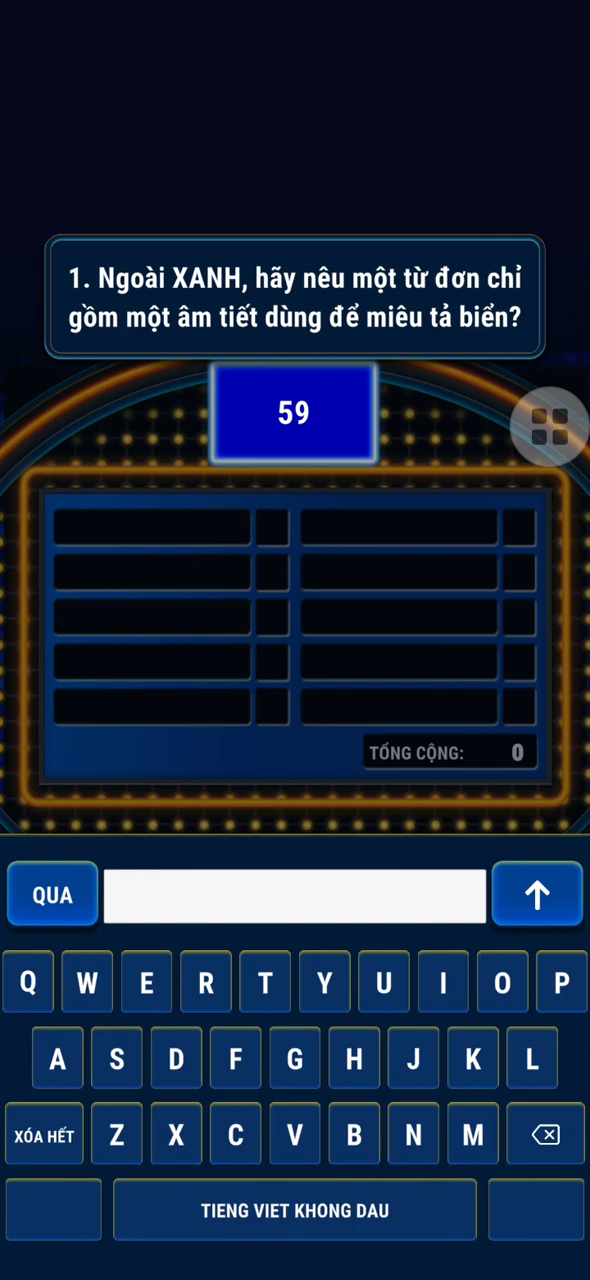 1. Ngoài XANH, hãy nêu một từ đơn chỉ
gồm một âm tiết dùng để miêu tả biển?
59
TỔNG CỘNG: 0
QUA
Q W E R T Y U I O P
A S D F G H J K L
XÓA HẾT Z X C V B N M
TIENG VIET KHONG DAU